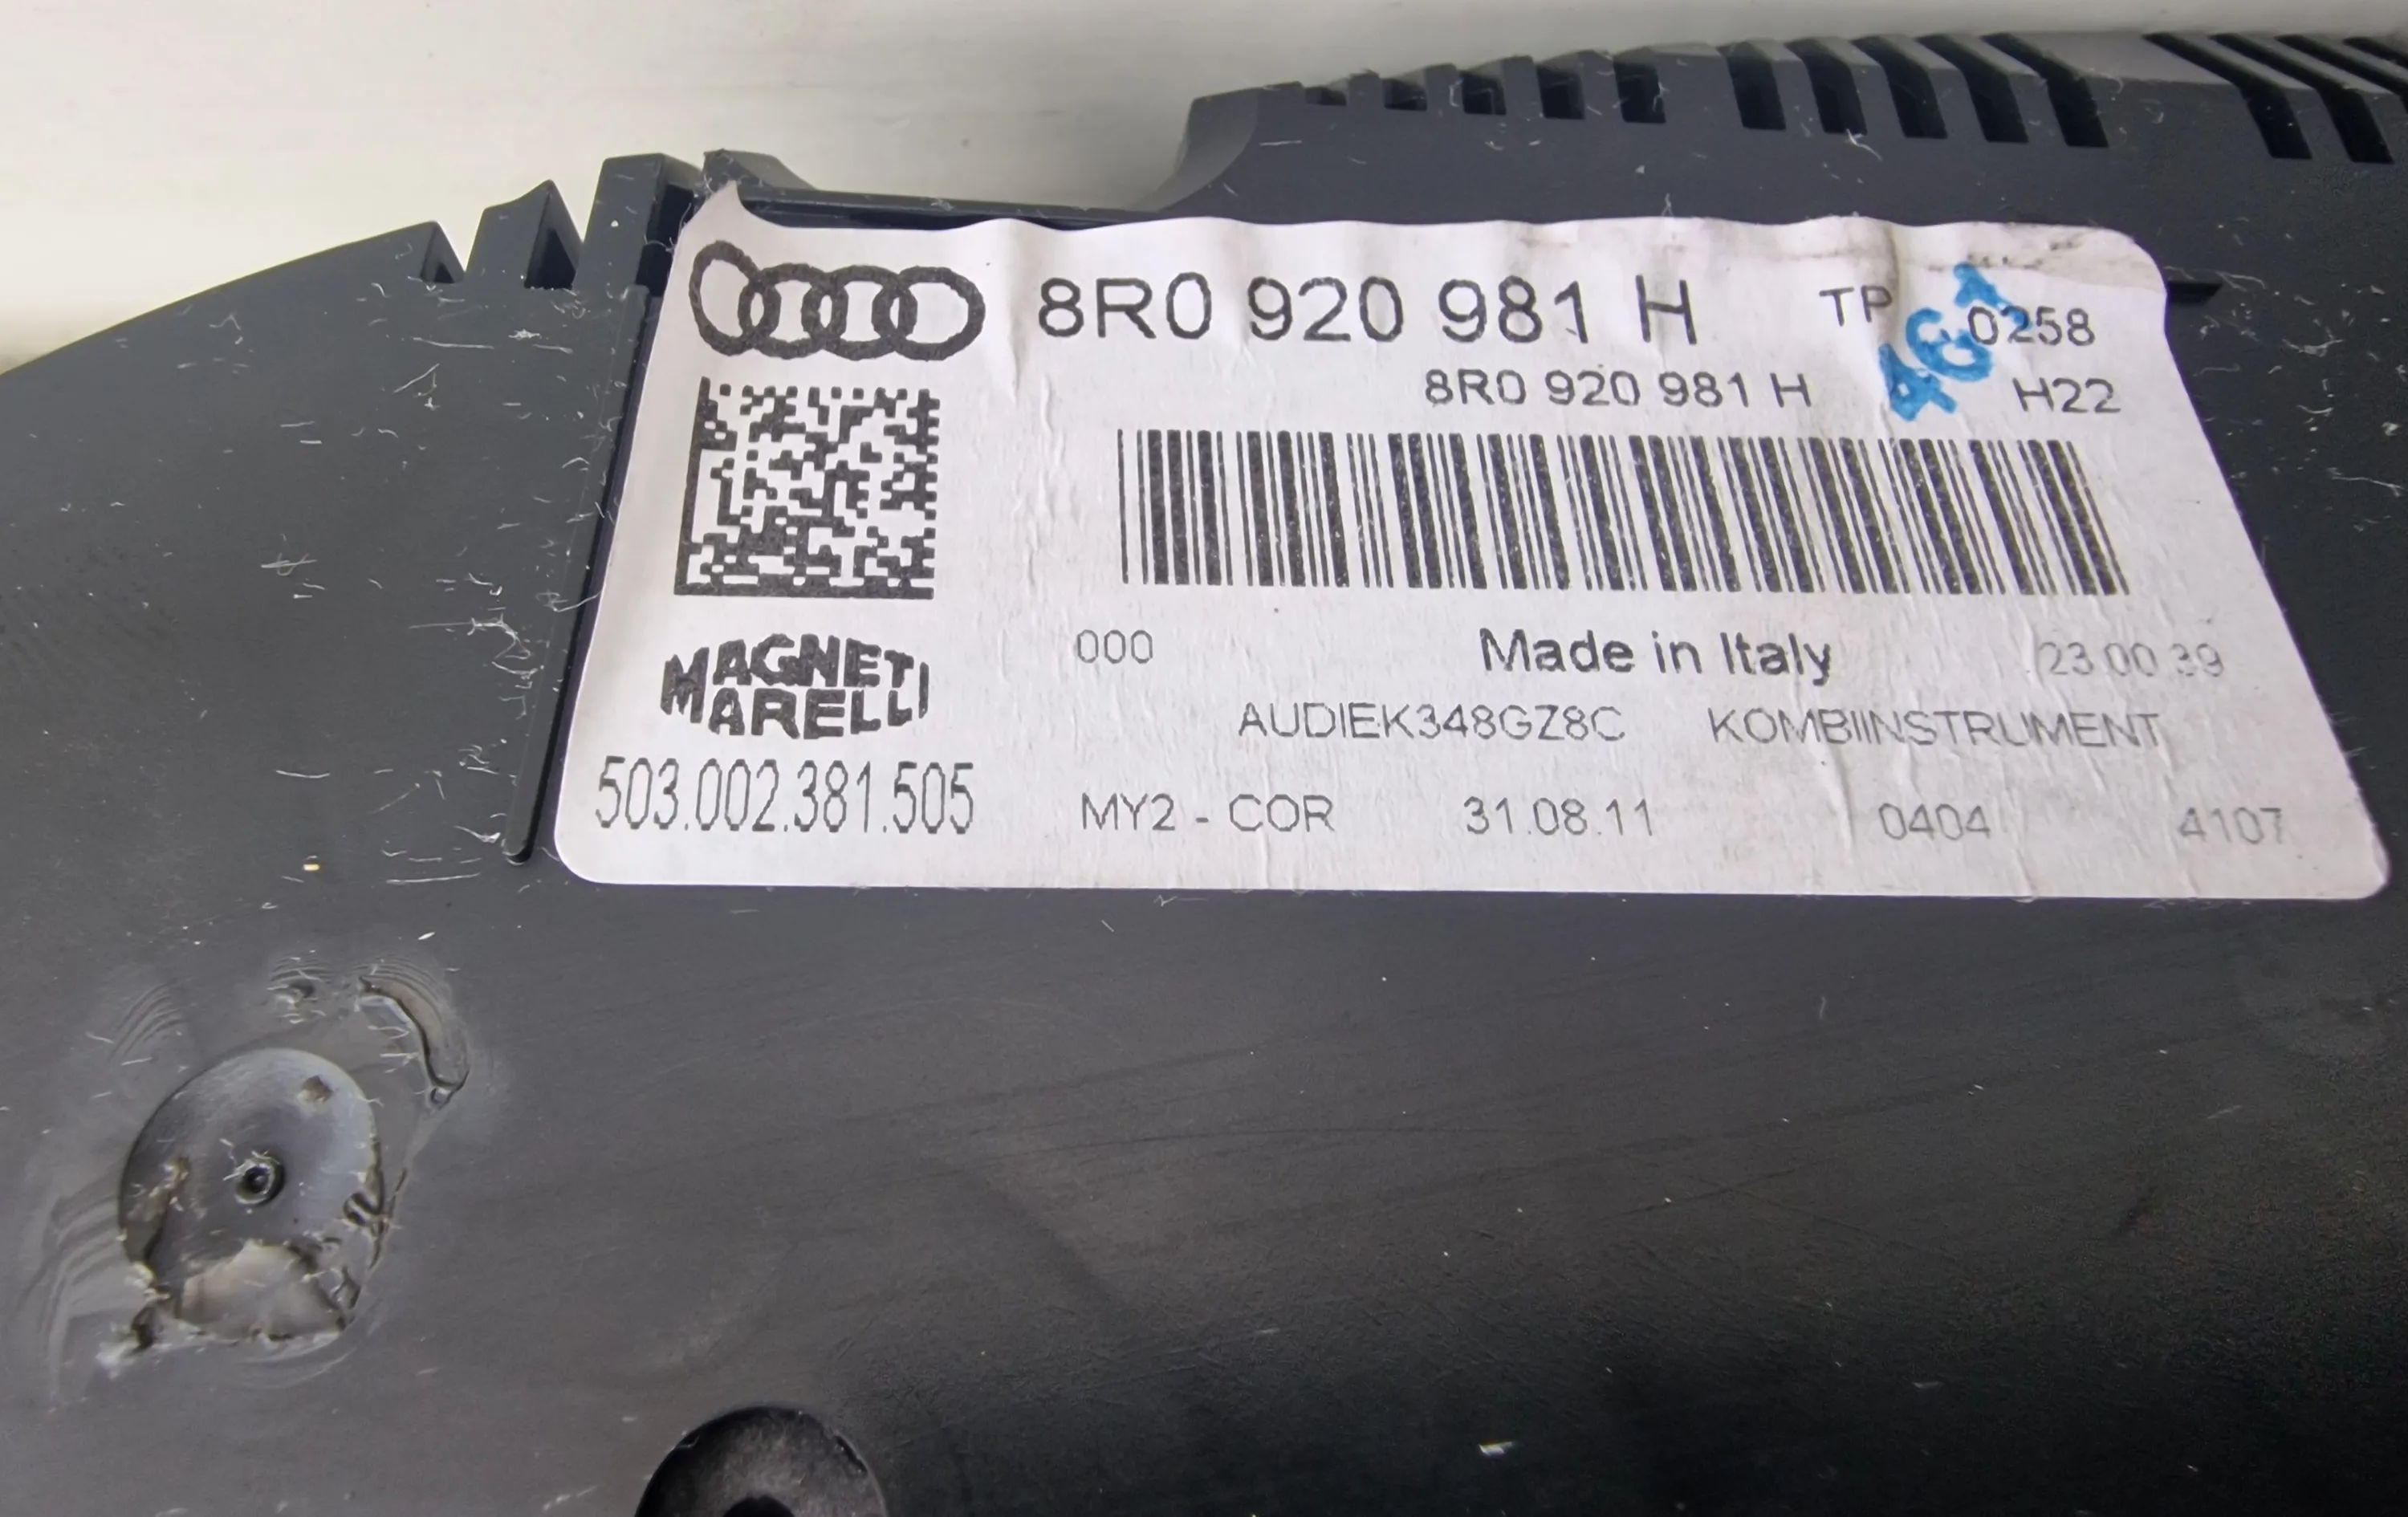 8R0 920 981 H TP 0258
8R0 920 981 H H22
MAGNETI
MARELLI
000 Made in Italy 23 00 39
AUDIEK348GZ8C KOMBIINSTRUMENT
503.002.381.505 MY2 - COR 31.08.11 0404 4107